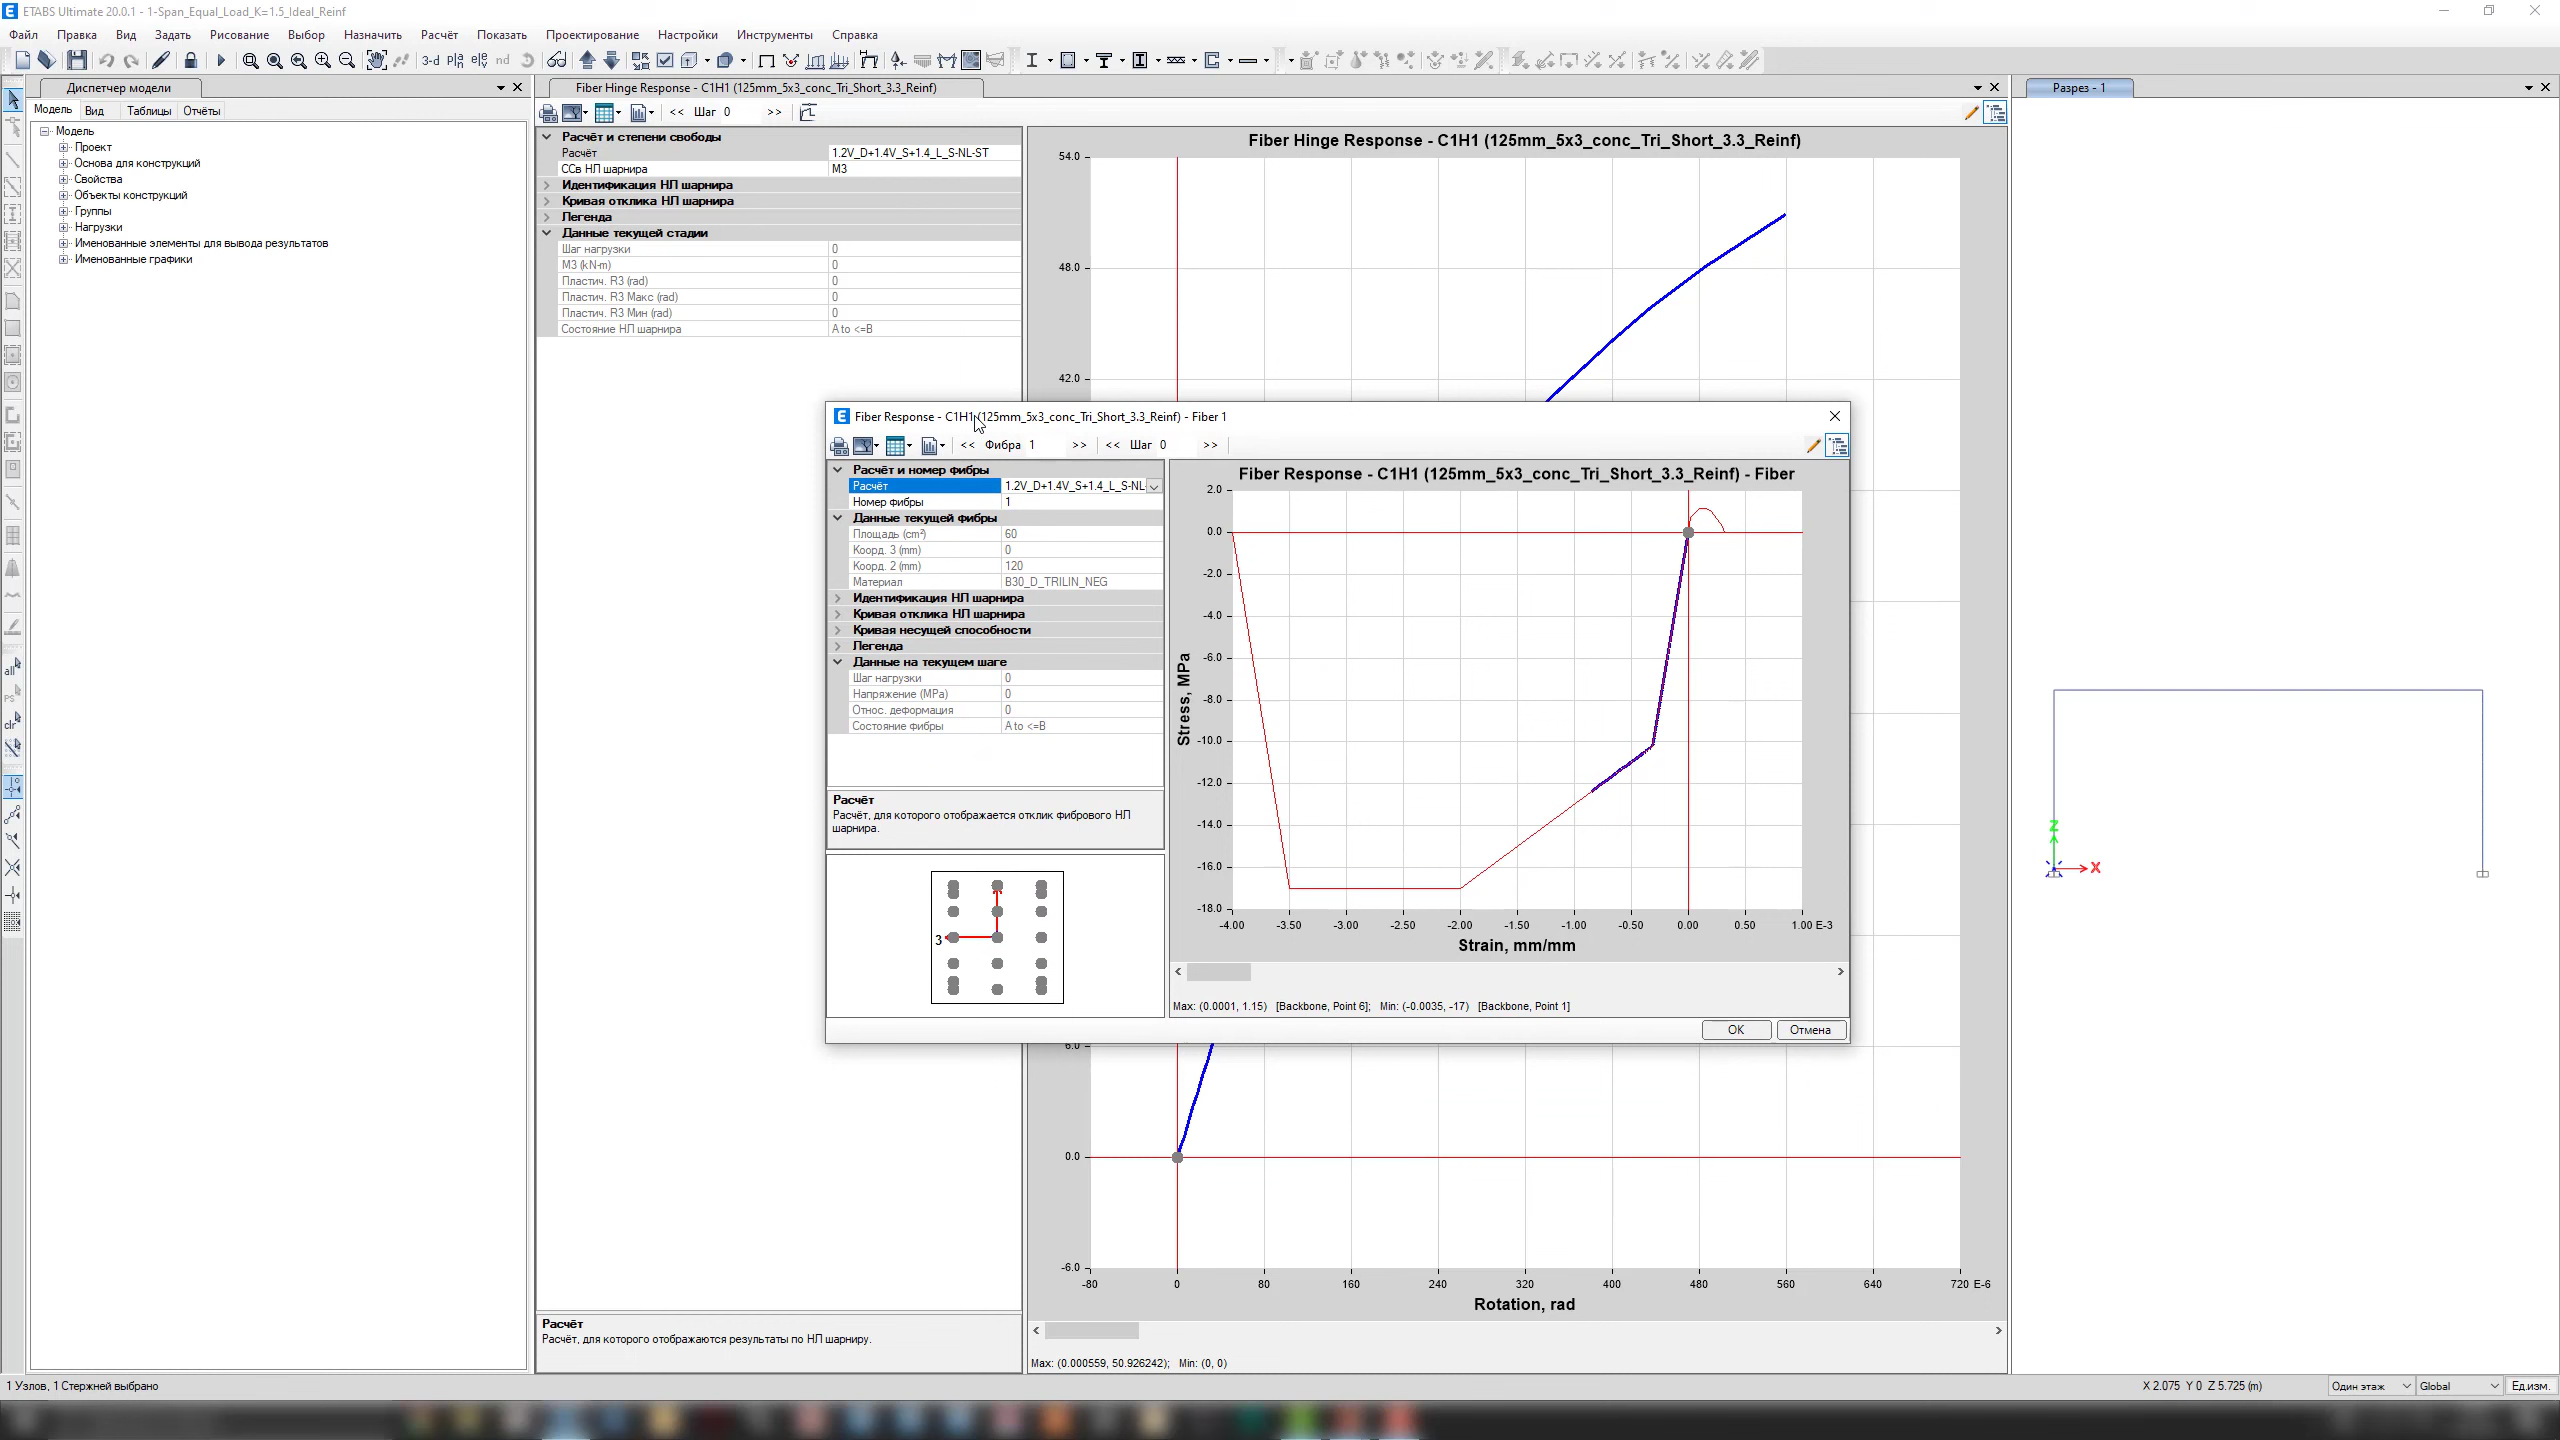 ETABS Ultimate 20.0.1 - 1-Span_Equal_Load_K=1.5_Ideal_Reinf
Файл Правка Вид Задать Рисование Выбор Назначить Расчёт Показать Проектирование Настройки Инструменты Справка
3-d
nd
Диспетчер модели
Модель Вид Таблицы Отчёты
Модель
Проект
Основа для конструкций
Свойства
Объекты конструкций
Группы
Нагрузки
Именованные элементы для вывода результатов
Именованные графики
all
PS
clr
Fiber Hinge Response - C1H1 (125mm_5x3_conc_Tri_Short_3.3_Reinf)
<< Шаг 0 >>
Расчёт и степени свободы
Расчёт 1.2V_D+1.4V_S+1.4_L_S-NL-ST
ССв НЛ шарнира M3
Идентификация НЛ шарнира
Кривая отклика НЛ шарнира
Легенда
Данные текущей стадии
Шаг нагрузки 0
M3 (kN-m) 0
Пластич. R3 (rad) 0
Пластич. R3 Макс (rad) 0
Пластич. R3 Мин (rad) 0
Состояние НЛ шарнира A to <=B
Расчёт
Расчёт, для которого отображаются результаты по НЛ шарниру.
Fiber Hinge Response - C1H1 (125mm_5x3_conc_Tri_Short_3.3_Reinf)
54.0
48.0
42.0
6.0
0.0
-6.0
-80 0 80 160 240 320 400 480 560 640 720 E-6
Rotation, rad
Max: (0.000559, 50.926242); Min: (0, 0)
Fiber Response - C1H1 (125mm_5x3_conc_Tri_Short_3.3_Reinf) - Fiber 1
<< Фибра 1 >> << Шаг 0 >>
Расчёт и номер фибры
Расчёт 1.2V_D+1.4V_S+1.4_L_S-NL-
Номер фибры 1
Данные текущей фибры
Площадь (cm²) 60
Коорд. 3 (mm) 0
Коорд. 2 (mm) 120
Материал B30_D_TRILIN_NEG
Идентификация НЛ шарнира
Кривая отклика НЛ шарнира
Кривая несущей способности
Легенда
Данные на текущем шаге
Шаг нагрузки 0
Напряжение (MPa) 0
Относ. деформация 0
Состояние фибры A to <=B
Расчёт
Расчёт, для которого отображается отклик фибрового НЛ
шарнира.
3
Fiber Response - C1H1 (125mm_5x3_conc_Tri_Short_3.3_Reinf) - Fiber
2.0
0.0
-2.0
-4.0
-6.0
-8.0
-10.0
-12.0
-14.0
-16.0
-18.0
Stress, MPa
-4.00 -3.50 -3.00 -2.50 -2.00 -1.50 -1.00 -0.50 0.00 0.50 1.00 E-3
Strain, mm/mm
Max: (0.0001, 1.15) [Backbone, Point 6]; Min: (-0.0035, -17) [Backbone, Point 1]
OK Отмена
Разрез - 1
Z
X
1 Узлов, 1 Стержней выбрано
X 2.075 Y 0 Z 5.725 (m)
Один этаж Global Ед.изм.